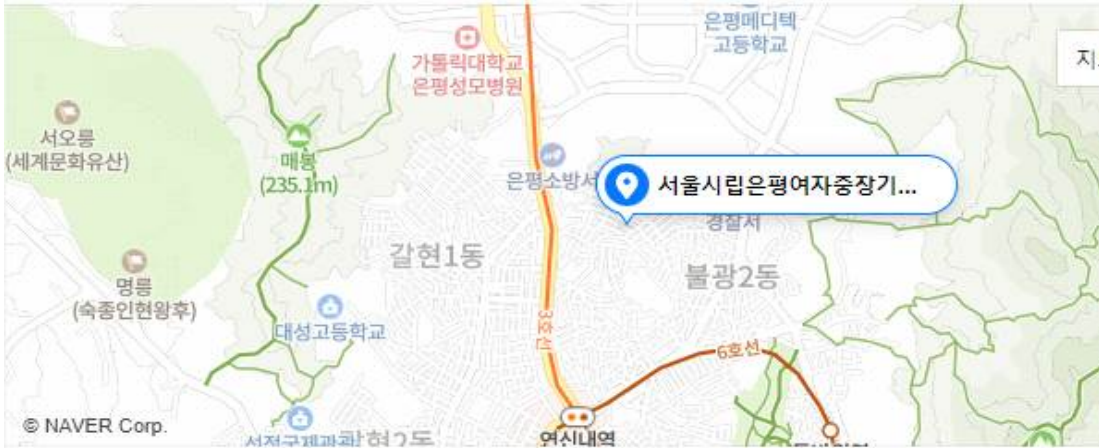 은평메디텍
고등학교
가톨릭대학교
은평성모병원
지
서오릉
(세계문화유산)
매봉
(235.1m)
은평소방서
서울시립은평여자중장기...
경찰서
갈현1동
불광2동
명릉
(숙종인현왕후)
3호선
대성고등학교
6호선
© NAVER Corp.
갈현2동
연신내역